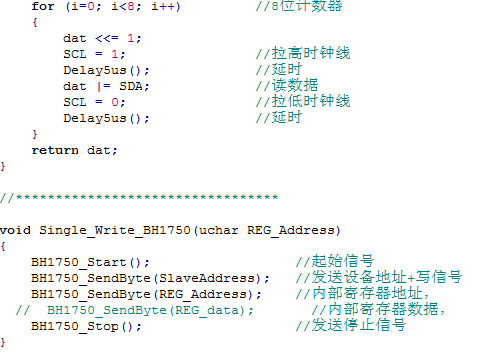 for (i=0; i<8; i++)         //8位计数器
{
    dat <<= 1;
    SCL = 1;                //拉高时钟线
    Delay5us();             //延时
    dat |= SDA;             //读数据
    SCL = 0;                //拉低时钟线
    Delay5us();             //延时
}
return dat;
}
//*********************************
void Single_Write_BH1750(uchar REG_Address)
{
BH1750_Start();                  //起始信号
BH1750_SendByte(SlaveAddress);   //发送设备地址+写信号
BH1750_SendByte(REG_Address);    //内部寄存器地址，
//  BH1750_SendByte(REG_data);       //内部寄存器数据，
BH1750_Stop();                   //发送停止信号
}